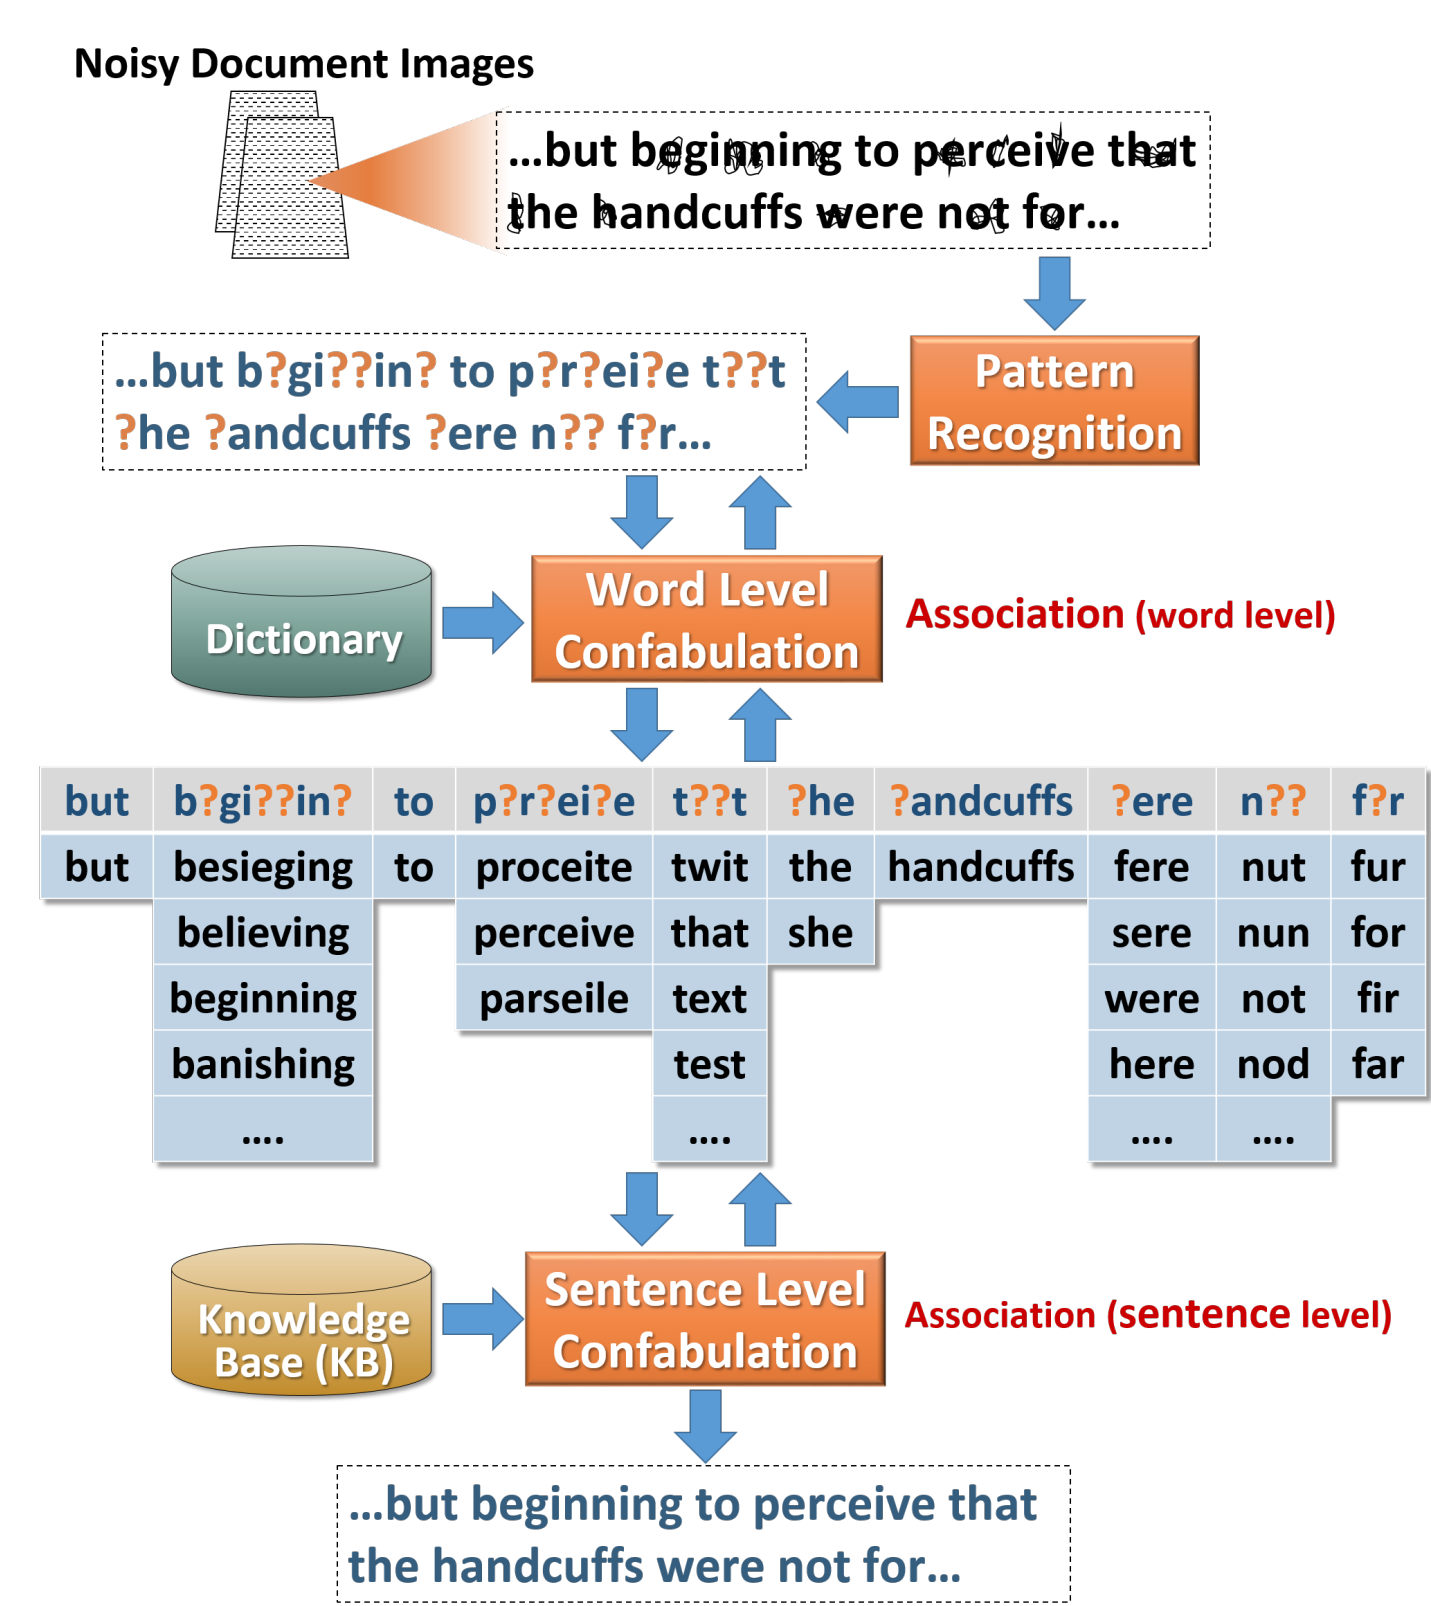 Noisy Document Images
...but beginning to perceive that
the handcuffs were not for...
Pattern
Recognition
...but b?gi??in? to p?r?ei?e t??t
?he ?andcuffs ?ere n?? f?r...
Dictionary
Word Level
Confabulation
Association (word level)
but b?gi??in? to p?r?ei?e t??t ?he ?andcuffs ?ere n?? f?r
but besieging to proceite twit the handcuffs fere nut fur
believing perceive that she sere nun for
beginning parseile text were not fir
banishing test here nod far
.... .... .... ....
Knowledge
Base (KB)
Sentence Level
Confabulation
Association (sentence level)
...but beginning to perceive that
the handcuffs were not for...